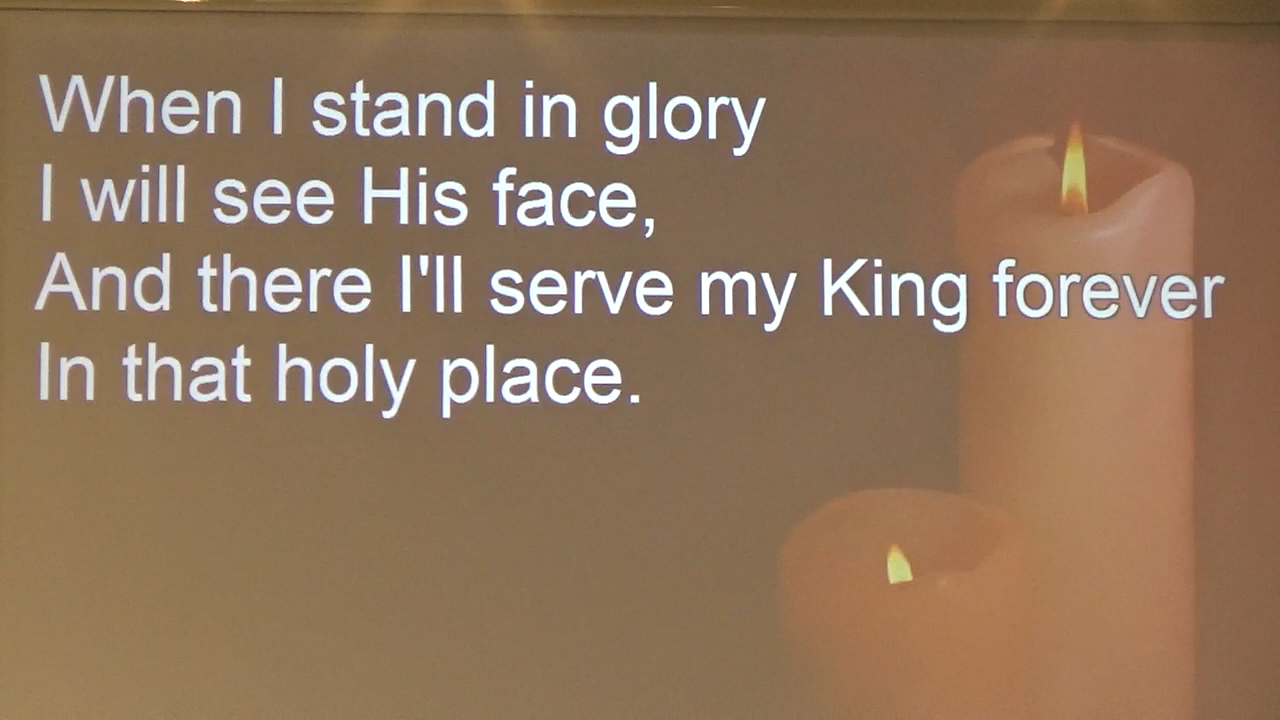 When I stand in glory
I will see His face,
And there I'll serve my King forever
In that holy place.